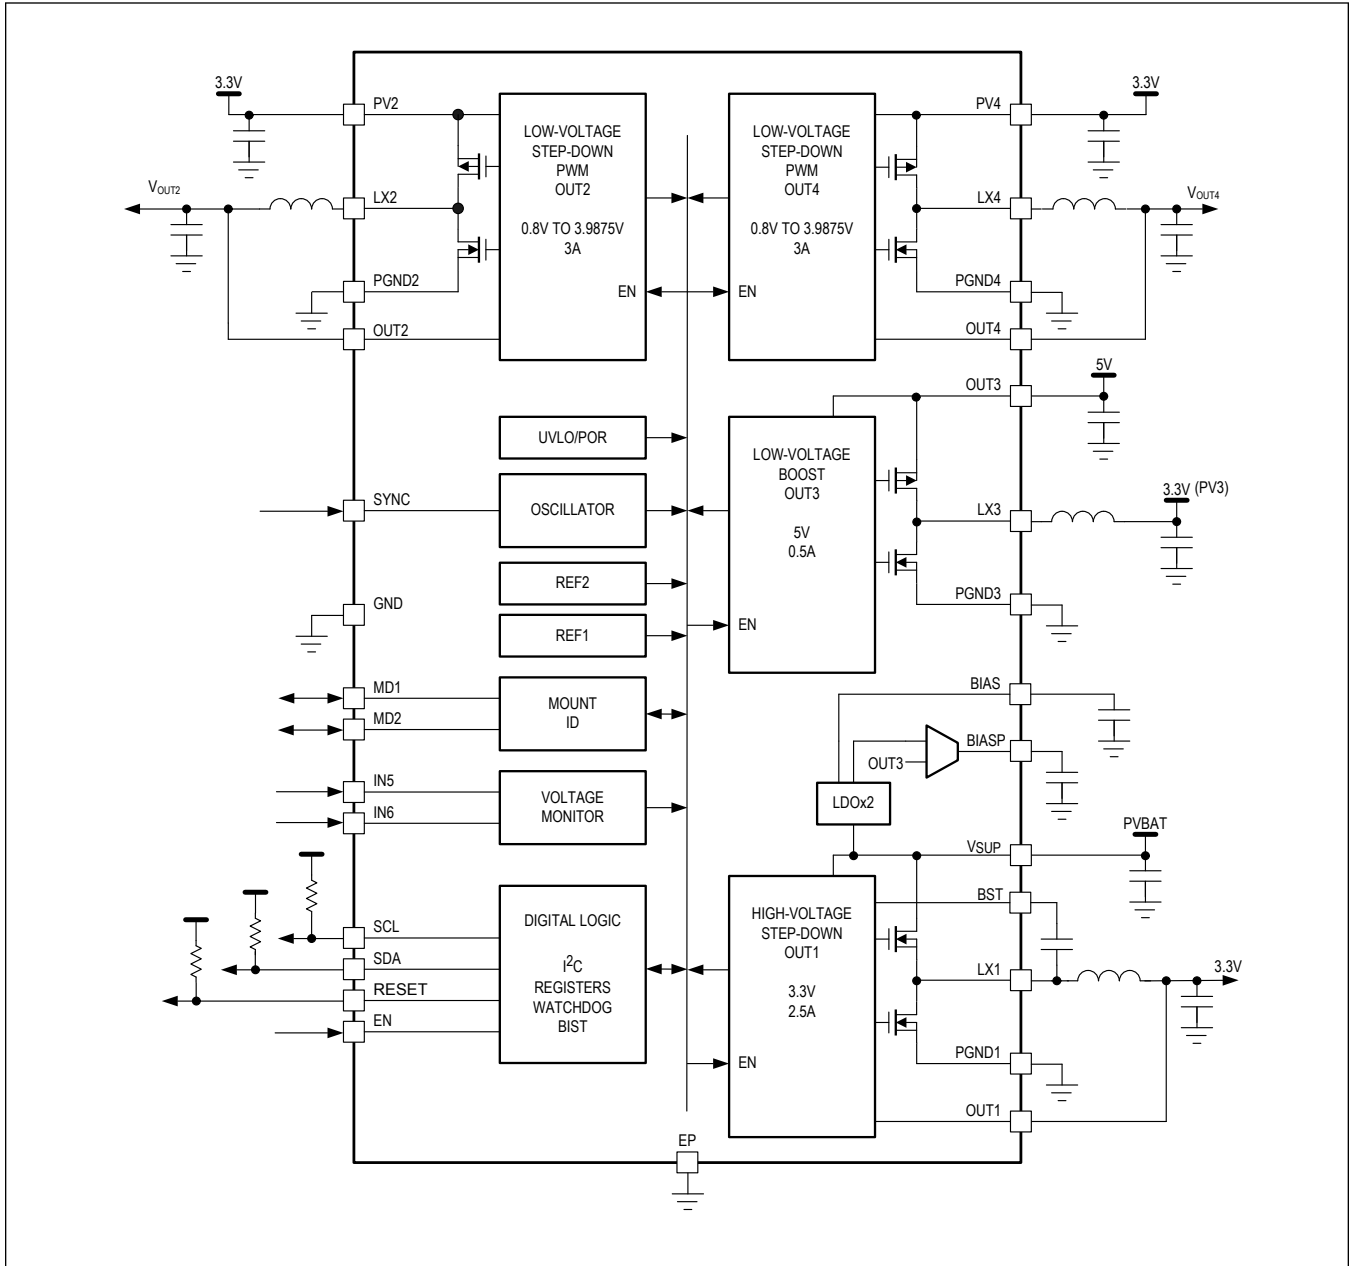 3.3V
PV2
LOW-VOLTAGE
STEP-DOWN
PWM
OUT2
0.8V TO 3.9875V
3A
EN
VOUT2
LX2
PGND2
OUT2
LOW-VOLTAGE
STEP-DOWN
PWM
OUT4
0.8V TO 3.9875V
3A
EN
PV4
3.3V
LX4
VOUT4
PGND4
OUT4
UVLO/POR
SYNC
OSCILLATOR
REF2
GND
REF1
LOW-VOLTAGE
BOOST
OUT3
5V
0.5A
EN
OUT3
5V
LX3
3.3V (PV3)
PGND3
MD1
MD2
MOUNT
ID
IN5
IN6
VOLTAGE
MONITOR
BIAS
BIASP
OUT3
LDOx2
VSUP
PVBAT
SCL
SDA
RESET
EN
DIGITAL LOGIC
I2C
REGISTERS
WATCHDOG
BIST
HIGH-VOLTAGE
STEP-DOWN
OUT1
3.3V
2.5A
EN
BST
LX1
3.3V
PGND1
OUT1
EP